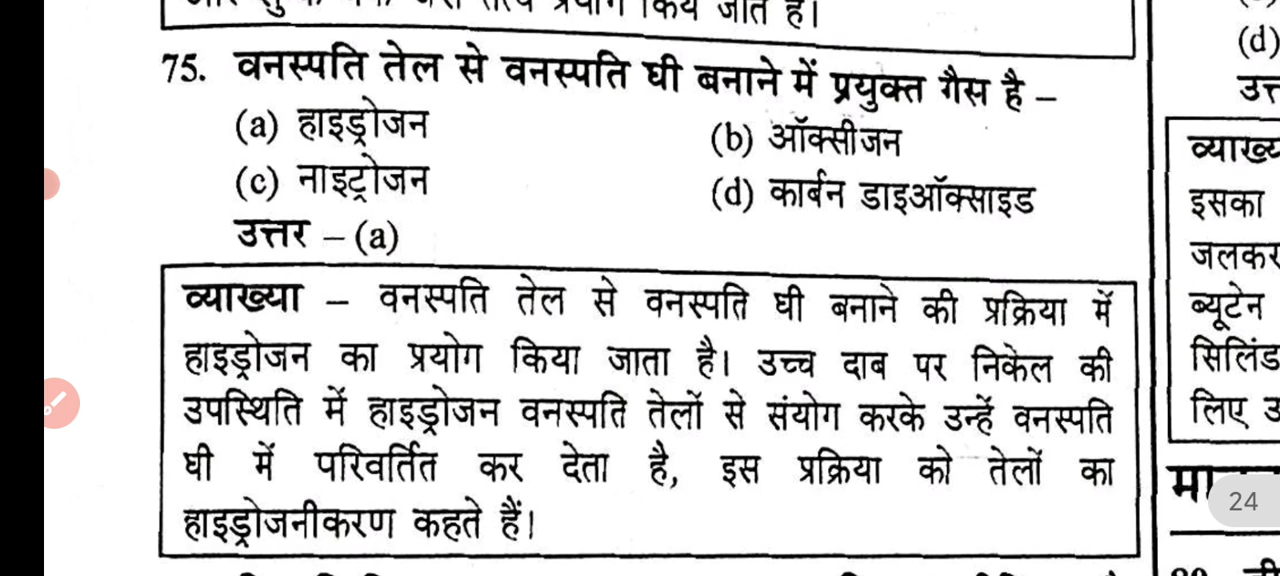 प्रयोग किये जाते हैं।
75. वनस्पति तेल से वनस्पति घी बनाने में प्रयुक्त गैस है –
(a) हाइड्रोजन (b) ऑक्सीजन
(c) नाइट्रोजन (d) कार्बन डाइऑक्साइड
उत्तर – (a)
व्याख्या – वनस्पति तेल से वनस्पति घी बनाने की प्रक्रिया में
हाइड्रोजन का प्रयोग किया जाता है। उच्च दाब पर निकेल की
उपस्थिति में हाइड्रोजन वनस्पति तेलों से संयोग करके उन्हें वनस्पति
घी में परिवर्तित कर देता है, इस प्रक्रिया को तेलों का
हाइड्रोजनीकरण कहते हैं।
(d)
इसका
जलकर
ब्यूटेन
लिए
24